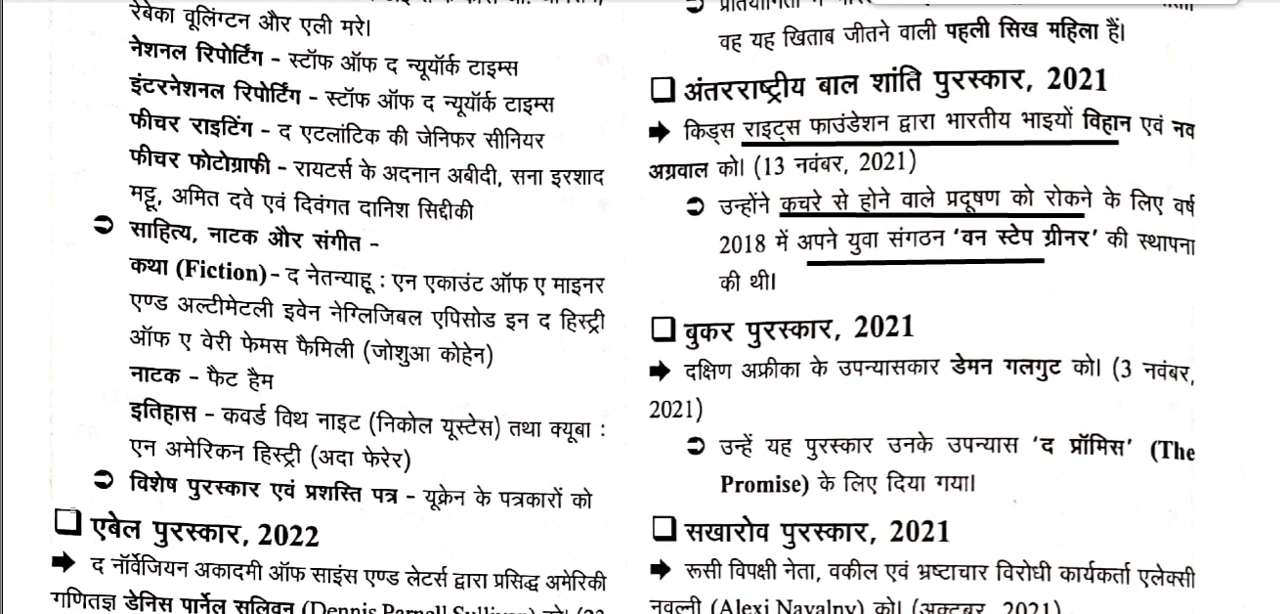 रेबेका वूलिंग्टन और एली मरे।
नेशनल रिपोर्टिंग – स्टॉफ ऑफ द न्यूयॉर्क टाइम्स
इंटरनेशनल रिपोर्टिंग – स्टॉफ ऑफ द न्यूयॉर्क टाइम्स
फीचर राइटिंग – द एटलांटिक की जेनिफर सीनियर
फीचर फोटोग्राफी – रायटर्स के अदनान अबीदी, सना इरशाद
मट्टू, अमित दवे एवं दिवंगत दानिश सिद्दीकी
➲ साहित्य, नाटक और संगीत –
कथा (Fiction) – द नेतन्याहू : एन एकाउंट ऑफ ए माइनर
एण्ड अल्टीमेटली इवेन नेग्लिजिबल एपिसोड इन द हिस्ट्री
ऑफ ए वेरी फेमस फैमिली (जोशुआ कोहेन)
नाटक – फैट हैम
इतिहास – कवर्ड विथ नाइट (निकोल यूस्टेस) तथा क्यूबा :
एन अमेरिकन हिस्ट्री (अदा फेरेर)
➲ विशेष पुरस्कार एवं प्रशस्ति पत्र – यूक्रेन के पत्रकारों को
❑ एबेल पुरस्कार, 2022
➡ द नॉर्वेजियन अकादमी ऑफ साइंस एण्ड लेटर्स द्वारा प्रसिद्ध अमेरिकी
गणितज्ञ डेनिस पार्नेल सुलिवन (Dennis Parnell Sullivan) को।
वह यह खिताब जीतने वाली पहली सिख महिला हैं।
❑ अंतरराष्ट्रीय बाल शांति पुरस्कार, 2021
➡ किड्स राइट्स फाउंडेशन द्वारा भारतीय भाइयों विहान एवं नव
अग्रवाल को। (13 नवंबर, 2021)
➲ उन्होंने कचरे से होने वाले प्रदूषण को रोकने के लिए वर्ष
2018 में अपने युवा संगठन ‘वन स्टेप ग्रीनर’ की स्थापना
की थी।
❑ बुकर पुरस्कार, 2021
➡ दक्षिण अफ्रीका के उपन्यासकार डेमन गलगुट को। (3 नवंबर,
2021)
➲ उन्हें यह पुरस्कार उनके उपन्यास ‘द प्रॉमिस’ (The
Promise) के लिए दिया गया।
❑ सखारोव पुरस्कार, 2021
➡ रूसी विपक्षी नेता, वकील एवं भ्रष्टाचार विरोधी कार्यकर्ता एलेक्सी
नवल्नी (Alexi Navalny) को। (अक्टूबर, 2021)